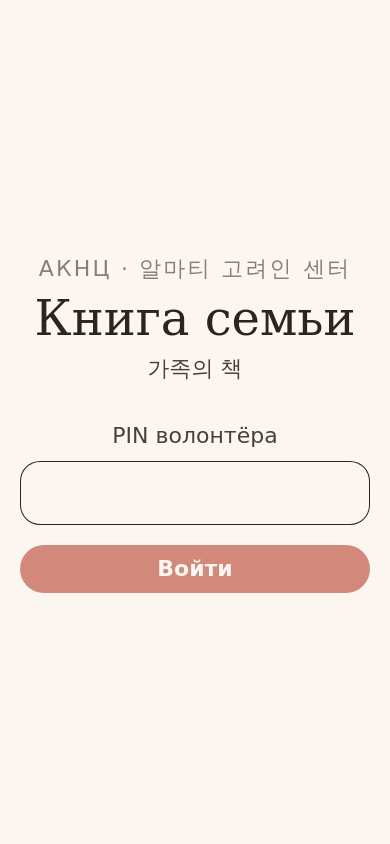 АКНЦ · 알마티 고려인 센터
Книга семьи
가족의 책
PIN волонтёра
Войти